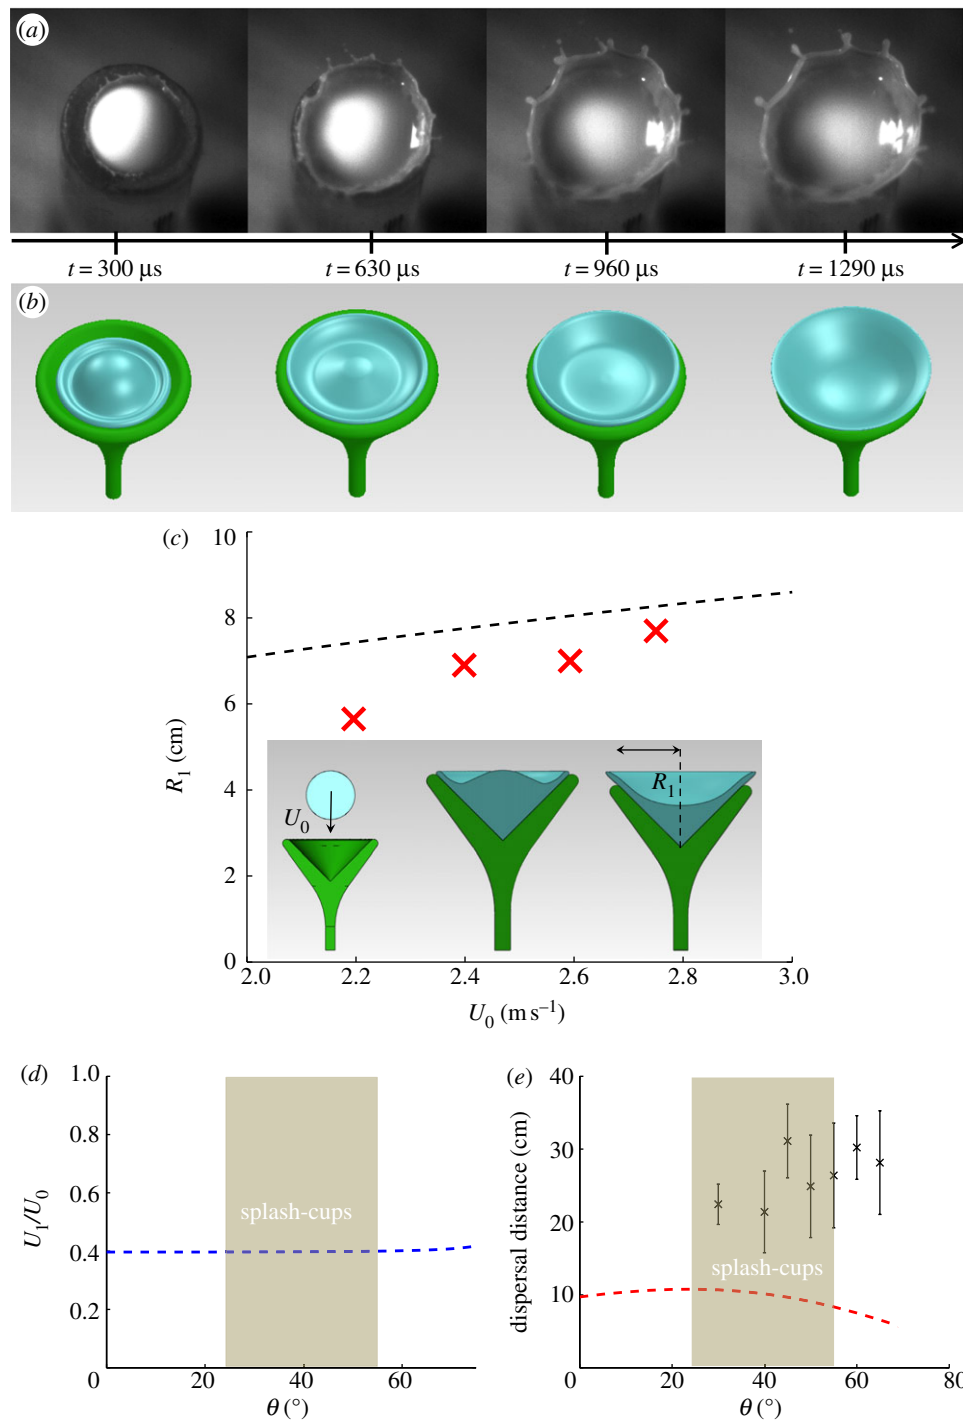 (a)
t = 300 µs t = 630 µs t = 960 µs t = 1290 µs
(b)
(c)
10
8
6
4
2
0
R1 (cm)
U0
R1
2.0 2.2 2.4 2.6 2.8 3.0
U0 (m s–1)
(d)
1.0
0.8
0.6
0.4
0.2
0
U1/U0
splash-cups
20 40 60
θ (°)
(e)
40
30
20
10
0
dispersal distance (cm)
splash-cups
20 40 60 80
θ (°)